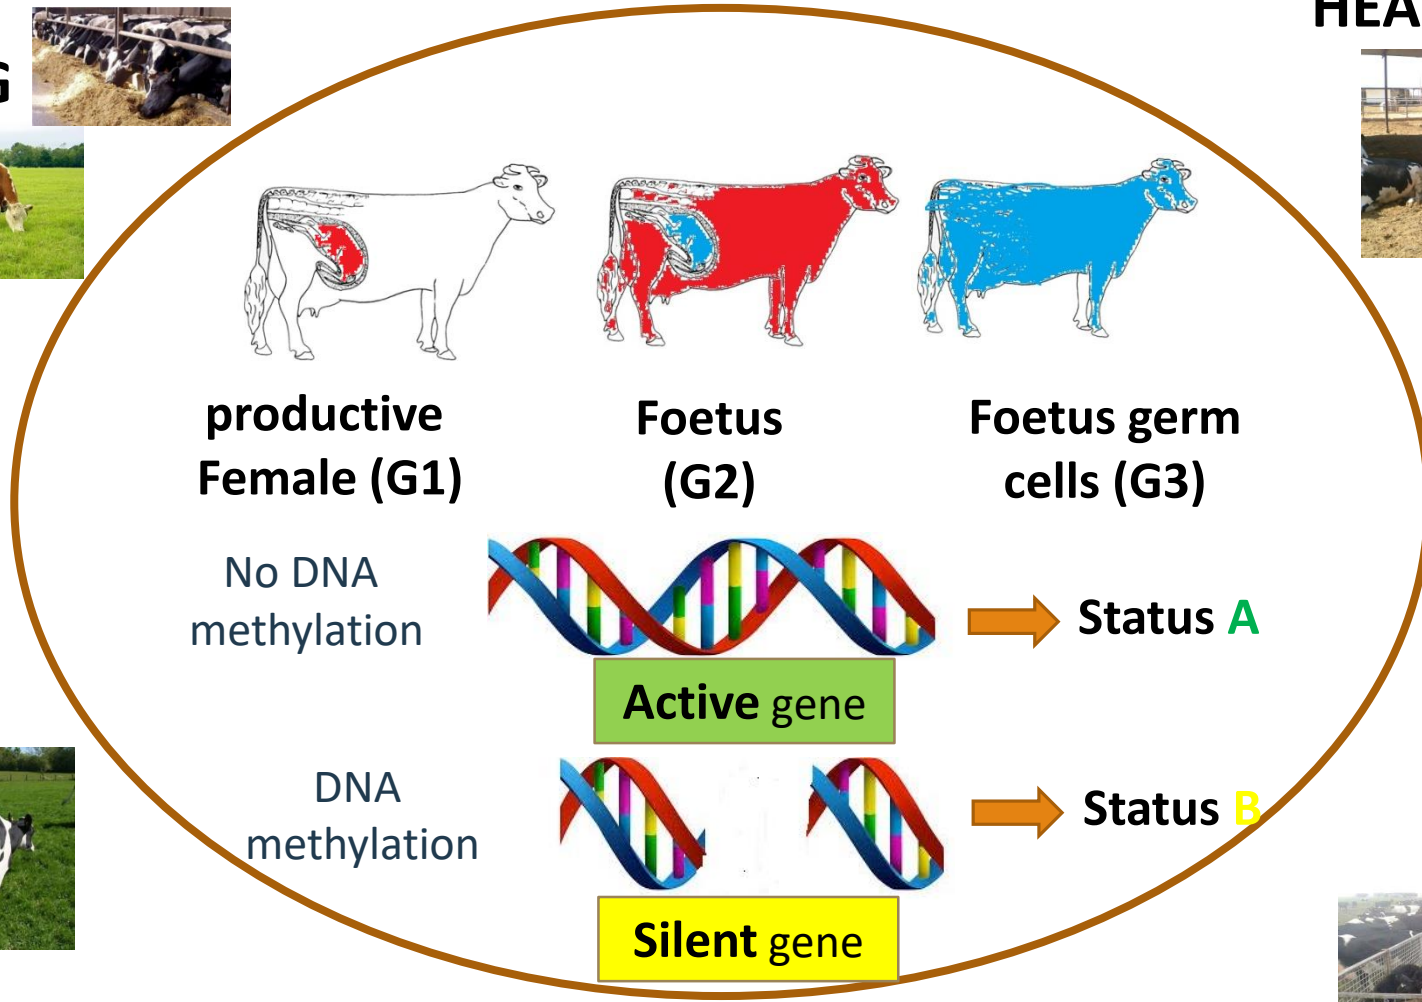 HEA
G
productive
Female (G1)
Foetus
(G2)
Foetus germ
cells (G3)
No DNA
methylation
Status A
Active gene
DNA
methylation
Status B
Silent gene